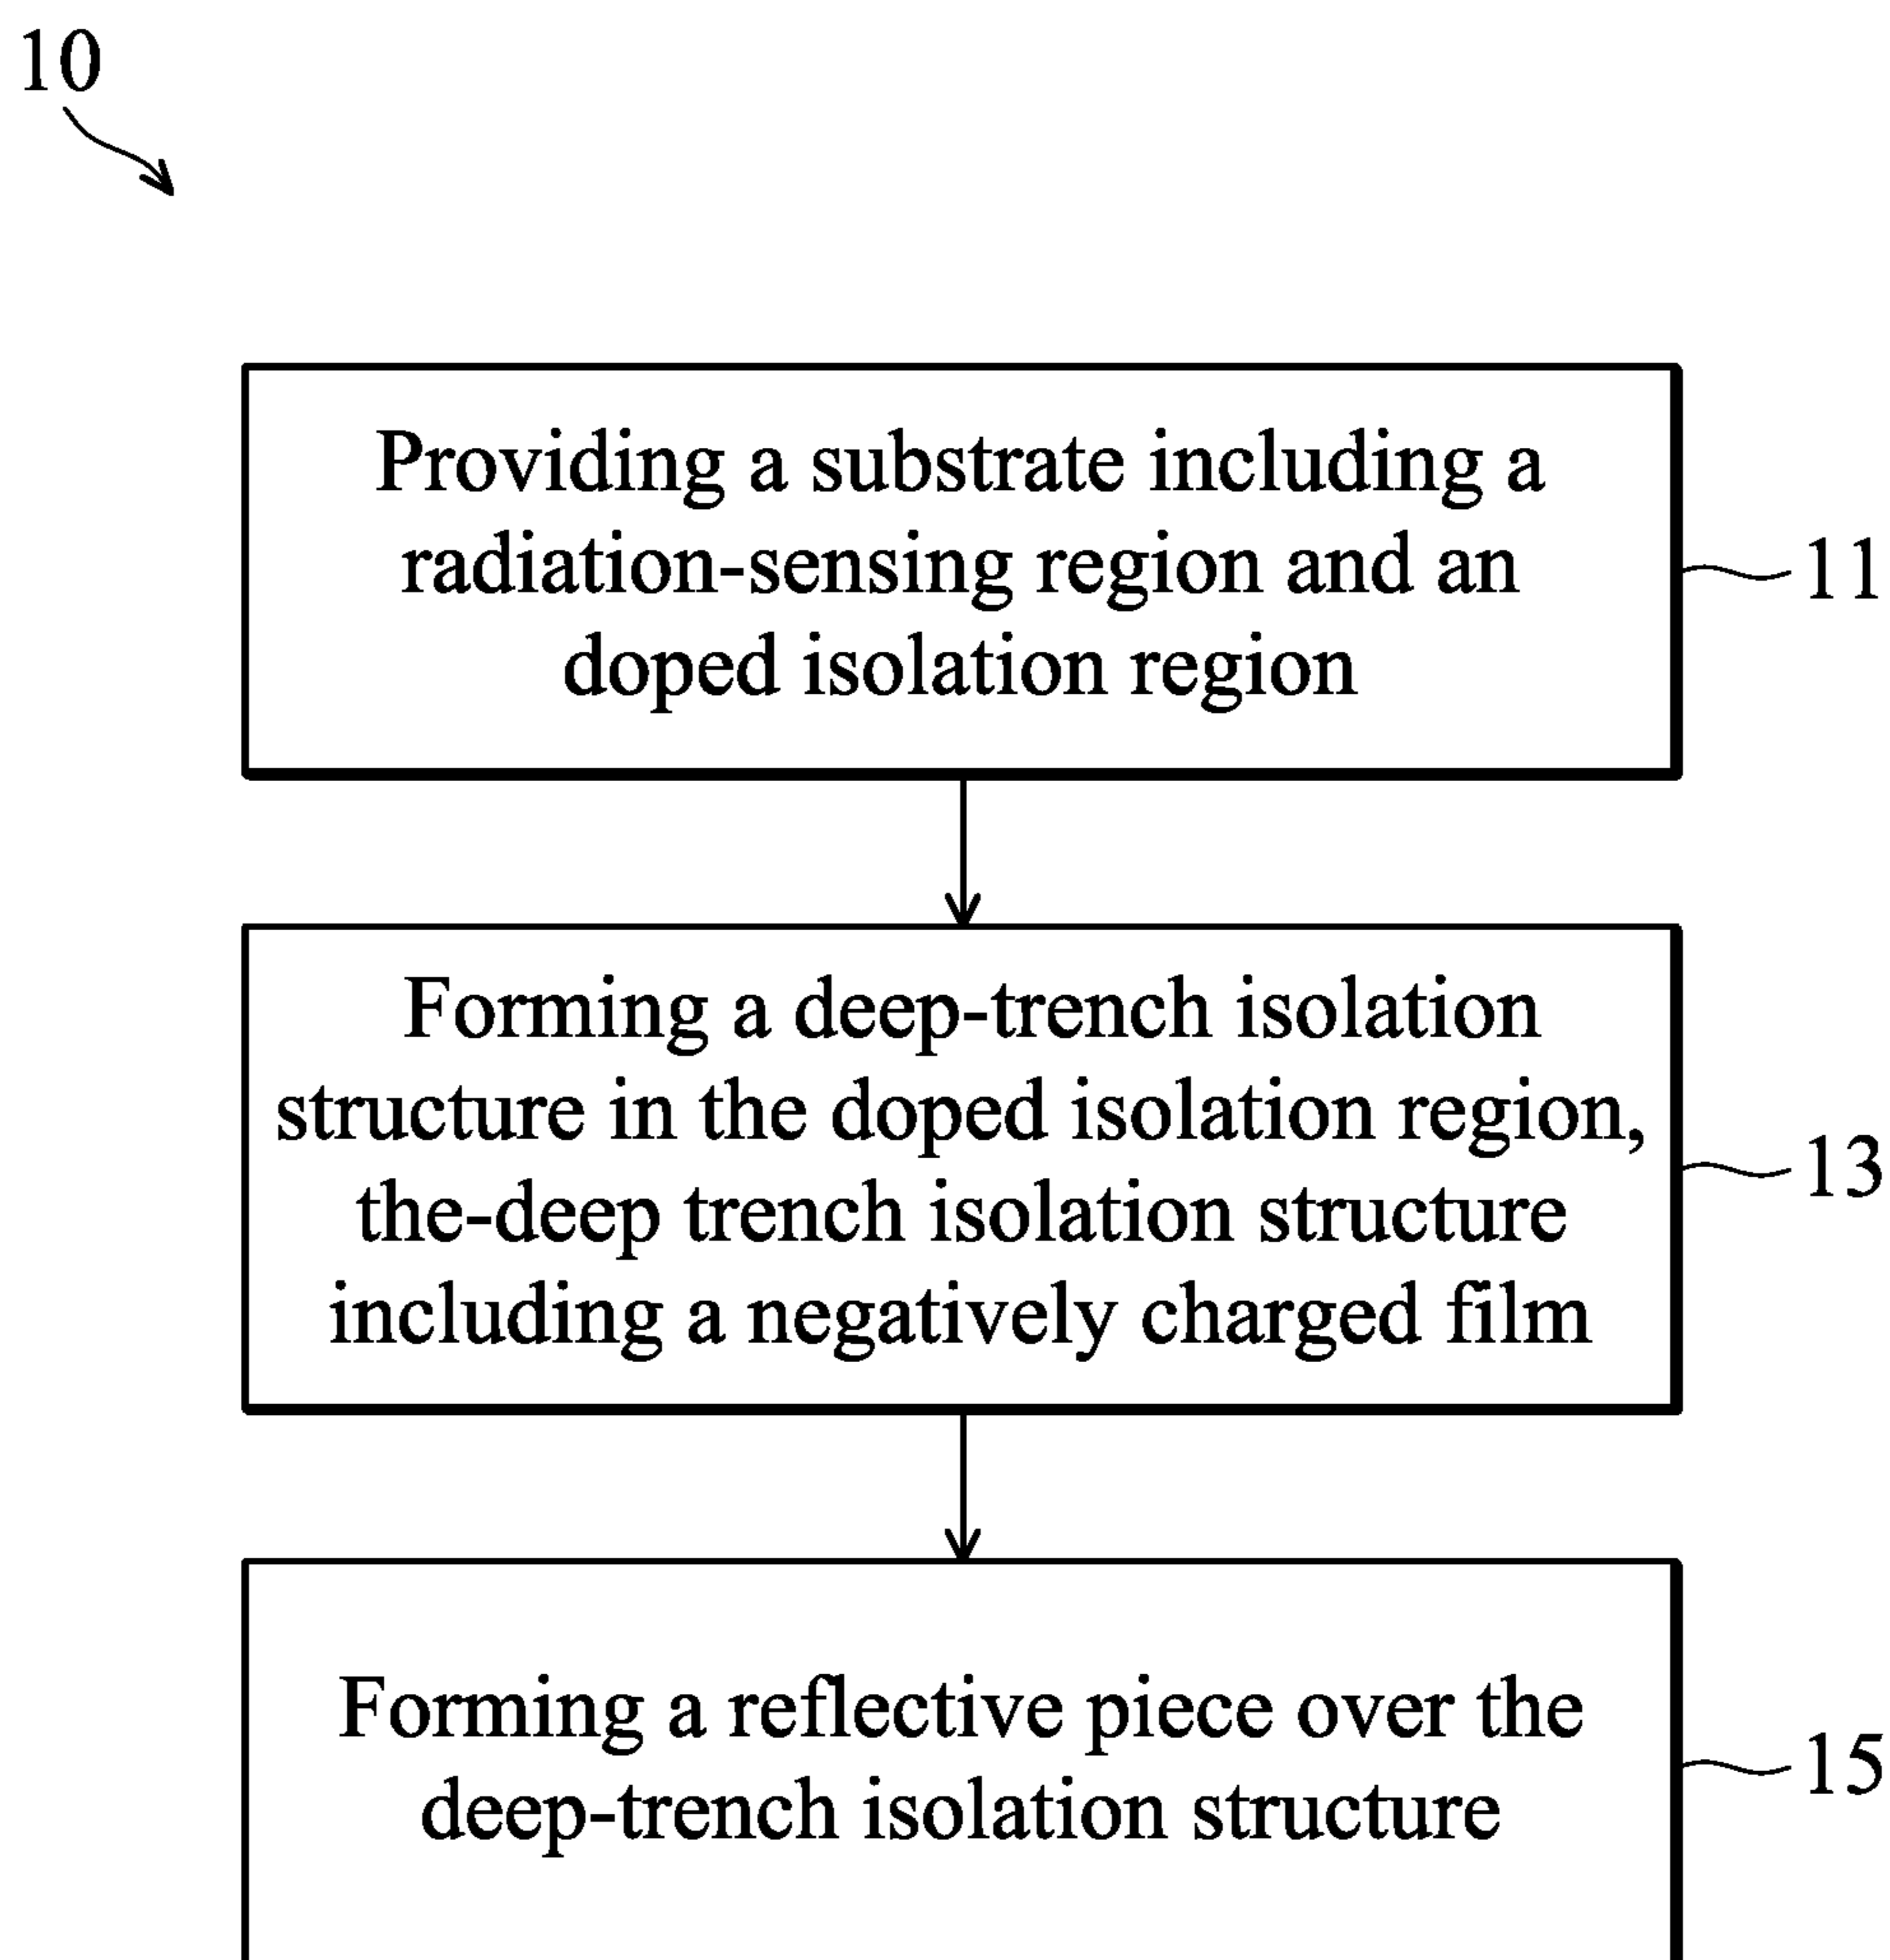 10
Providing a substrate including a
radiation-sensing region and an
doped isolation region
11
Forming a deep-trench isolation
structure in the doped isolation region,
the-deep trench isolation structure
including a negatively charged film
13
Forming a reflective piece over the
deep-trench isolation structure
15